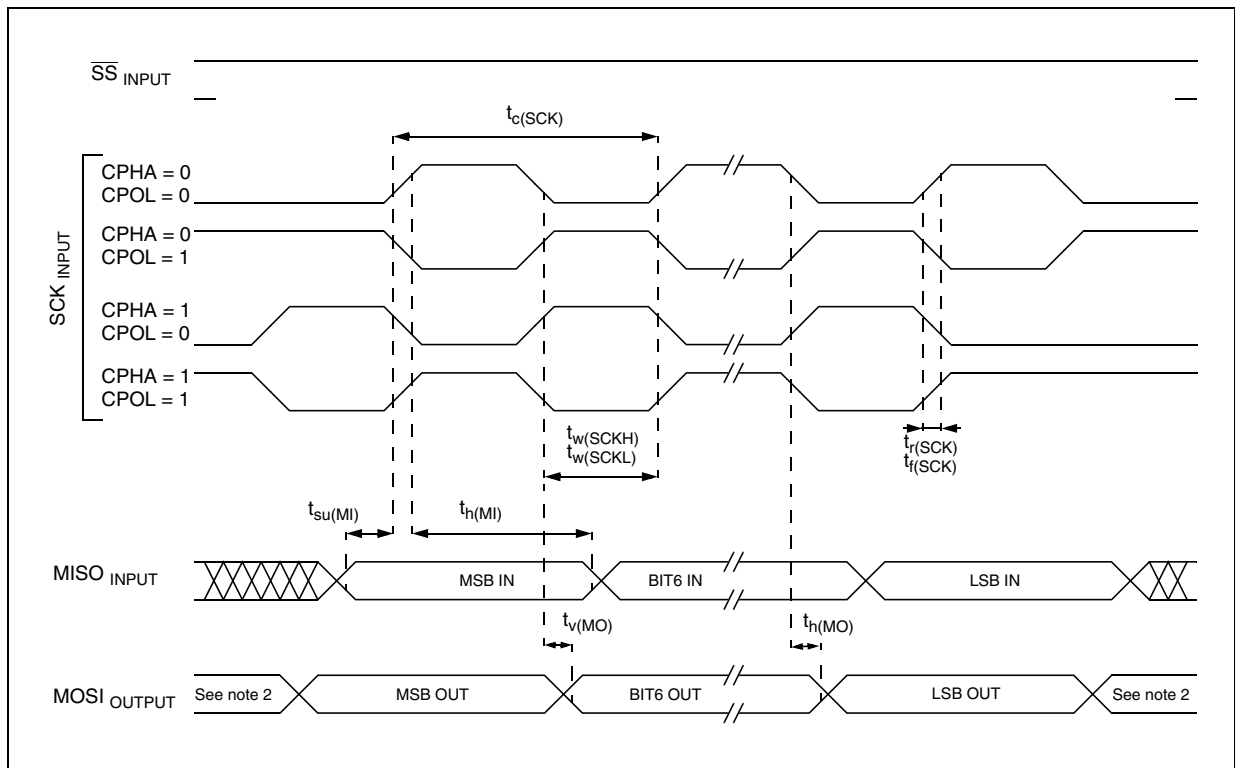 SS INPUT
tc(SCK)
SCK INPUT
CPHA = 0
CPOL = 0
CPHA = 0
CPOL = 1
CPHA = 1
CPOL = 0
CPHA = 1
CPOL = 1
tw(SCKH)
tw(SCKL)
tr(SCK)
tf(SCK)
tsu(MI)
th(MI)
MISO INPUT
MSB IN
BIT6 IN
LSB IN
tv(MO)
th(MO)
MOSI OUTPUT
See note 2
MSB OUT
BIT6 OUT
LSB OUT
See note 2